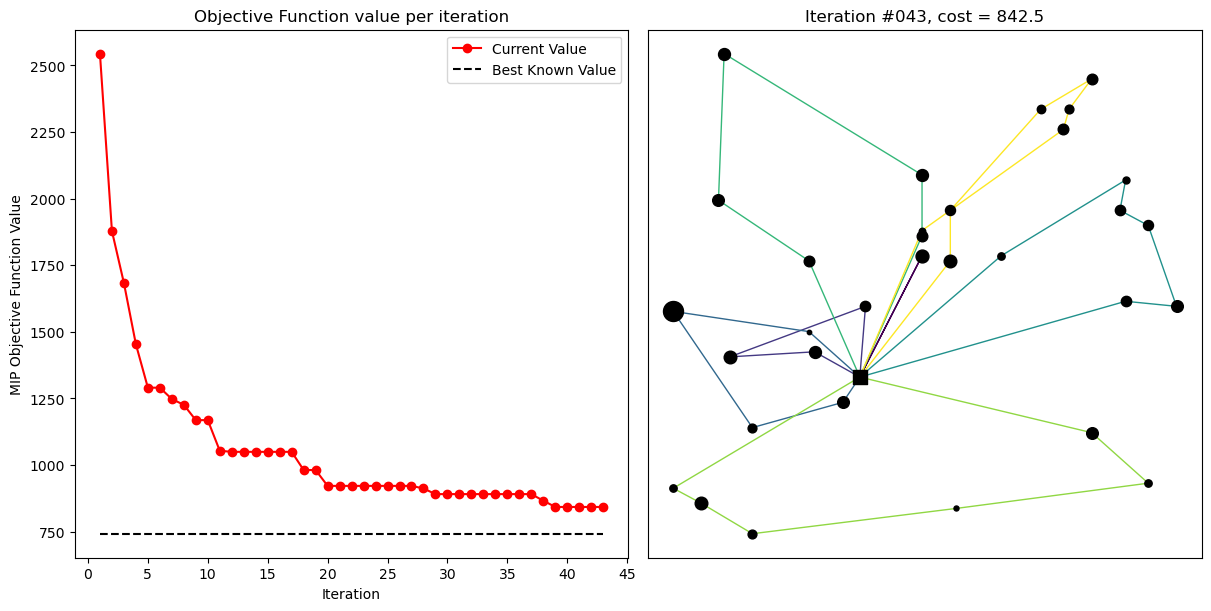 Objective Function value per iteration
Current Value
Best Known Value
2500
2250
2000
1750
1500
1250
1000
750
MIP Objective Function Value
0 5 10 15 20 25 30 35 40 45
Iteration
Iteration #043, cost = 842.5